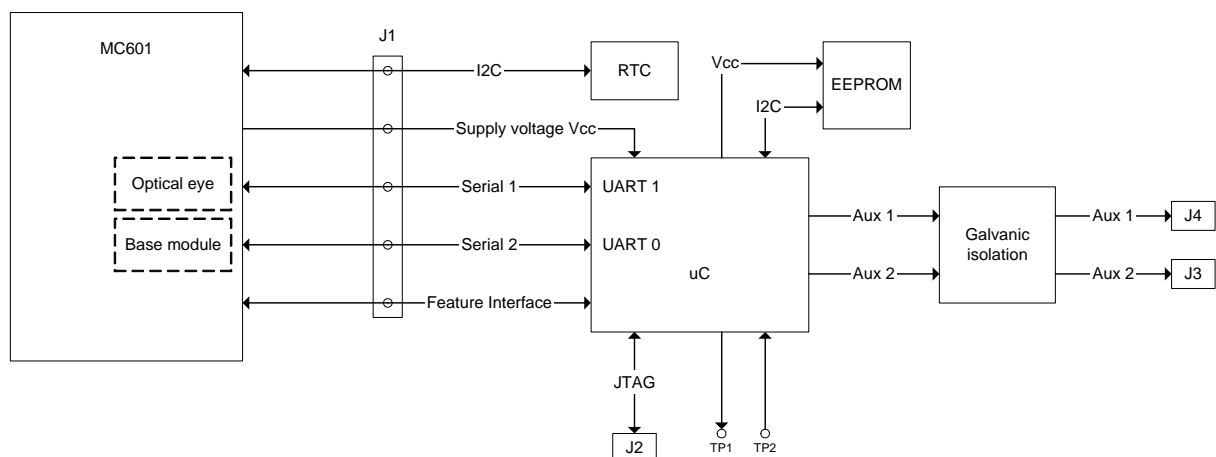 MC601
J1
I2C
RTC
Vcc
EEPROM
I2C
Supply voltage Vcc
Optical eye
Serial 1
UART 1
Base module
Serial 2
UART 0
uC
Feature Interface
Aux 1
Aux 2
Galvanic
isolation
Aux 1
J4
Aux 2
J3
JTAG
J2
TP1
TP2